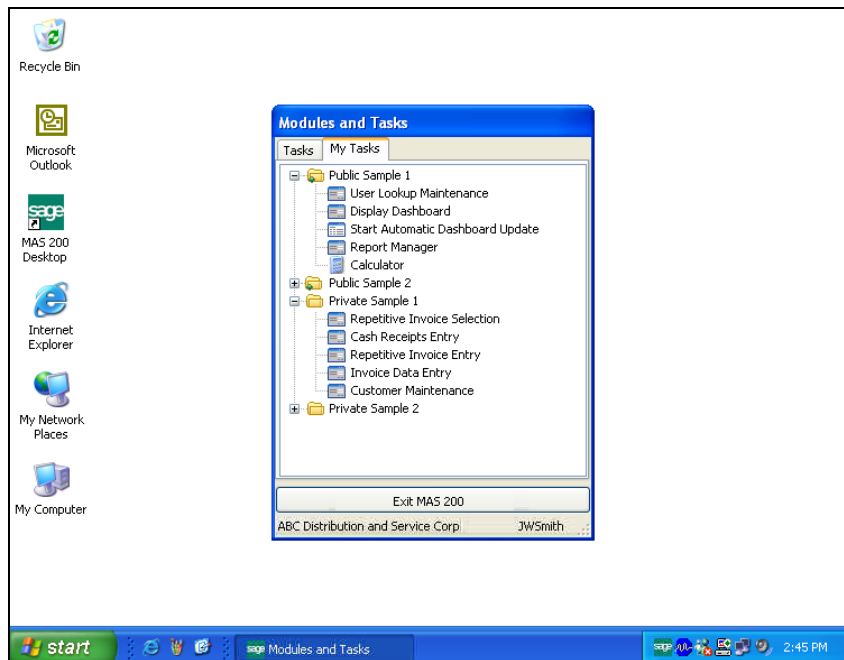 Recycle Bin
Microsoft
Outlook
sage
MAS 200
Desktop
Internet
Explorer
My Network
Places
My Computer
Modules and Tasks
Tasks My Tasks
Public Sample 1
User Lookup Maintenance
Display Dashboard
Start Automatic Dashboard Update
Report Manager
Calculator
Public Sample 2
Private Sample 1
Repetitive Invoice Selection
Cash Receipts Entry
Repetitive Invoice Entry
Invoice Data Entry
Customer Maintenance
Private Sample 2
Exit MAS 200
ABC Distribution and Service Corp JWSmith
start sage Modules and Tasks sage 2:45 PM